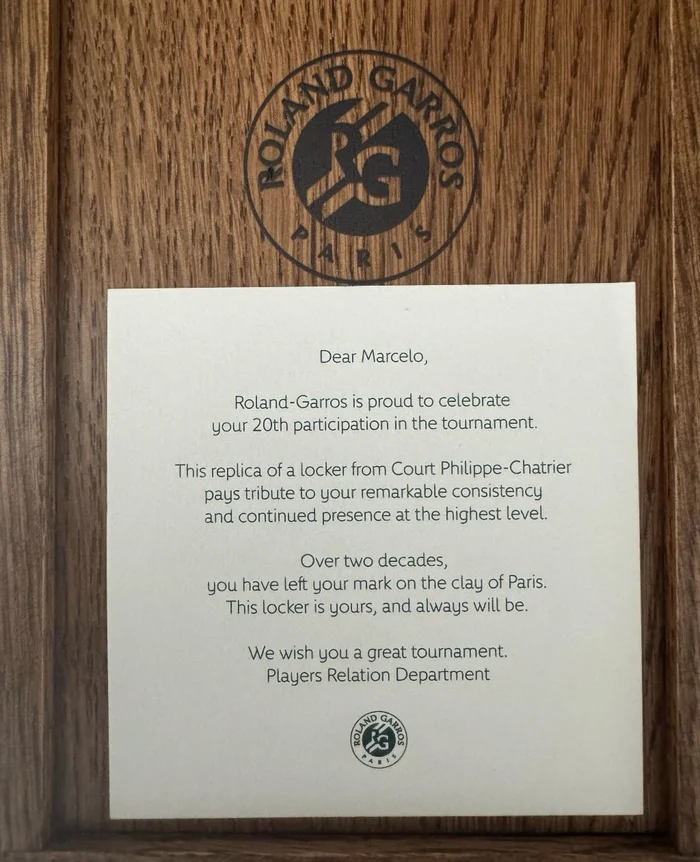 ROLAND GARROS
RG
PARIS
Dear Marcelo,
Roland-Garros is proud to celebrate
your 20th participation in the tournament.
This replica of a locker from Court Philippe-Chatrier
pays tribute to your remarkable consistency
and continued presence at the highest level.
Over two decades,
you have left your mark on the clay of Paris.
This locker is yours, and always will be.
We wish you a great tournament.
Players Relation Department
ROLAND GARROS
RG
PARIS